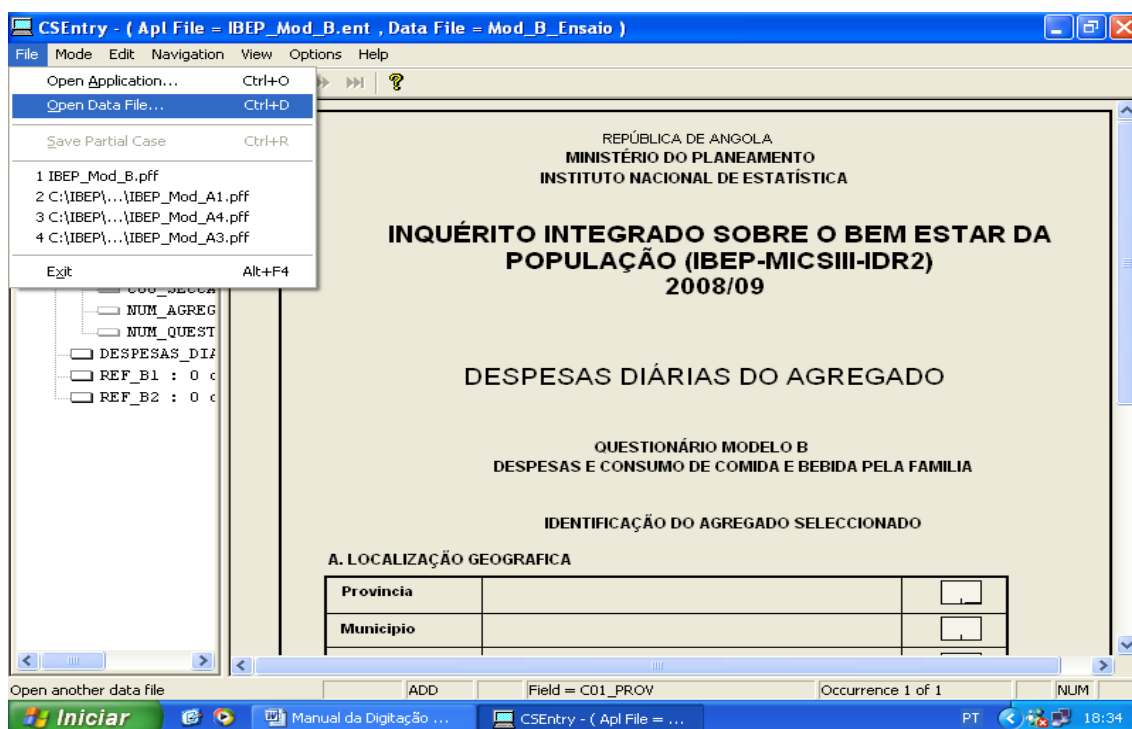 CSEntry - ( Apl File = IBEP_Mod_B.ent , Data File = Mod_B_Ensaio )
File Mode Edit Navigation View Options Help
Open Application... Ctrl+O
Open Data File... Ctrl+D
Save Partial Case Ctrl+R
1 IBEP_Mod_B.pff
2 C:\IBEP\...\IBEP_Mod_A1.pff
3 C:\IBEP\...\IBEP_Mod_A4.pff
4 C:\IBEP\...\IBEP_Mod_A3.pff
Exit Alt+F4
NUM_AGREG
NUM_QUEST
DESPESAS_DIA
REF_B1 : 0 c
REF_B2 : 0 c
REPÚBLICA DE ANGOLA
MINISTÉRIO DO PLANEAMENTO
INSTITUTO NACIONAL DE ESTATÍSTICA
INQUÉRITO INTEGRADO SOBRE O BEM ESTAR DA
POPULAÇÃO (IBEP-MICSIII-IDR2)
2008/09
DESPESAS DIÁRIAS DO AGREGADO
QUESTIONÁRIO MODELO B
DESPESAS E CONSUMO DE COMIDA E BEBIDA PELA FAMILIA
IDENTIFICAÇÃO DO AGREGADO SELECCIONADO
A. LOCALIZAÇÃO GEOGRAFICA
Provincia
Municipio
Open another data file ADD Field = C01_PROV Occurrence 1 of 1 NUM
Iniciar Manual da Digitação ... CSEntry - ( Apl File = ... PT 18:34